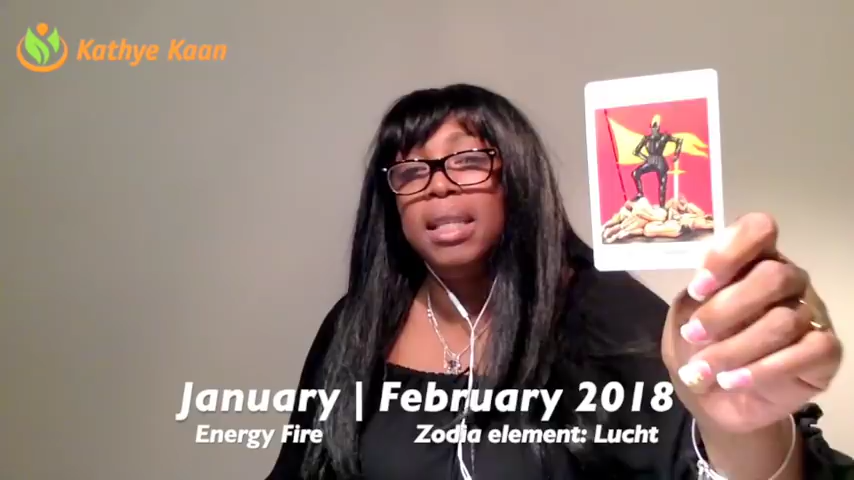 Kathye Kaan
January | February 2018
Energy Fire
Zodia element: Lucht